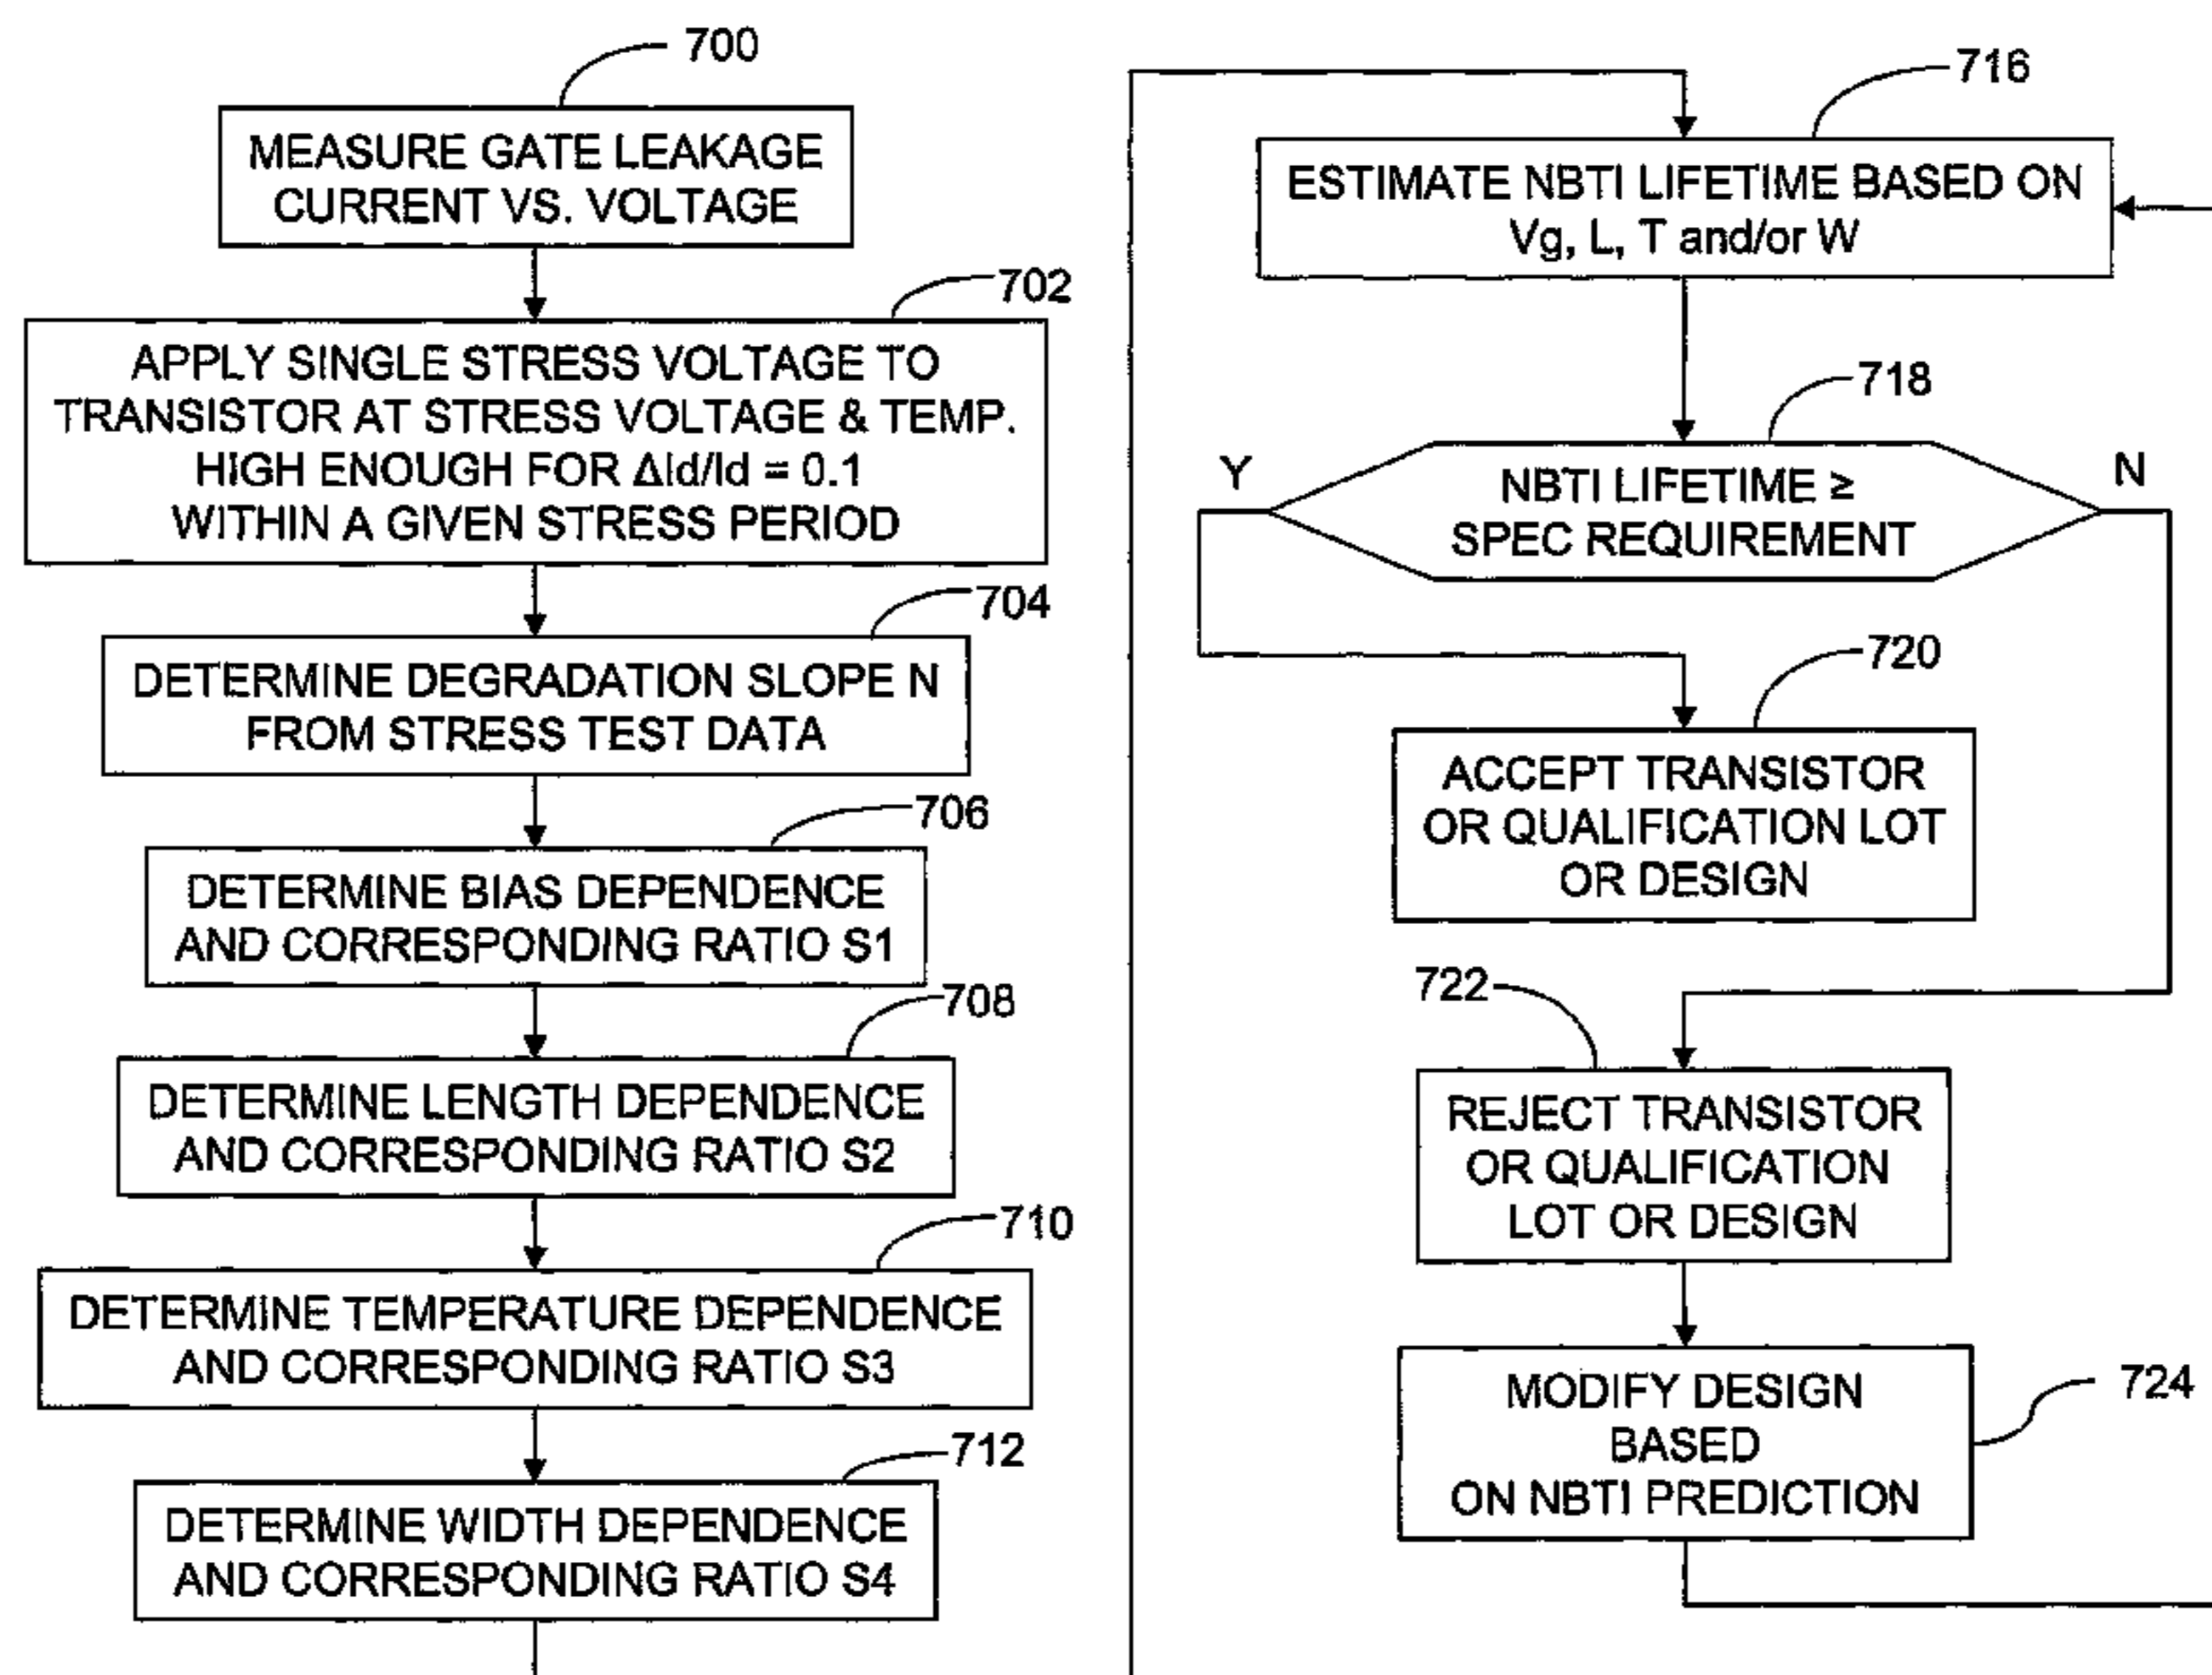 700
MEASURE GATE LEAKAGE
CURRENT VS. VOLTAGE
702
APPLY SINGLE STRESS VOLTAGE TO
TRANSISTOR AT STRESS VOLTAGE & TEMP.
HIGH ENOUGH FOR ΔId/Id = 0.1
WITHIN A GIVEN STRESS PERIOD
704
DETERMINE DEGRADATION SLOPE N
FROM STRESS TEST DATA
706
DETERMINE BIAS DEPENDENCE
AND CORRESPONDING RATIO S1
708
DETERMINE LENGTH DEPENDENCE
AND CORRESPONDING RATIO S2
710
DETERMINE TEMPERATURE DEPENDENCE
AND CORRESPONDING RATIO S3
712
DETERMINE WIDTH DEPENDENCE
AND CORRESPONDING RATIO S4
716
ESTIMATE NBTI LIFETIME BASED ON
Vg, L, T and/or W
718
Y
N
NBTI LIFETIME ≥
SPEC REQUIREMENT
720
ACCEPT TRANSISTOR
OR QUALIFICATION LOT
OR DESIGN
722
REJECT TRANSISTOR
OR QUALIFICATION
LOT OR DESIGN
724
MODIFY DESIGN
BASED
ON NBTI PREDICTION